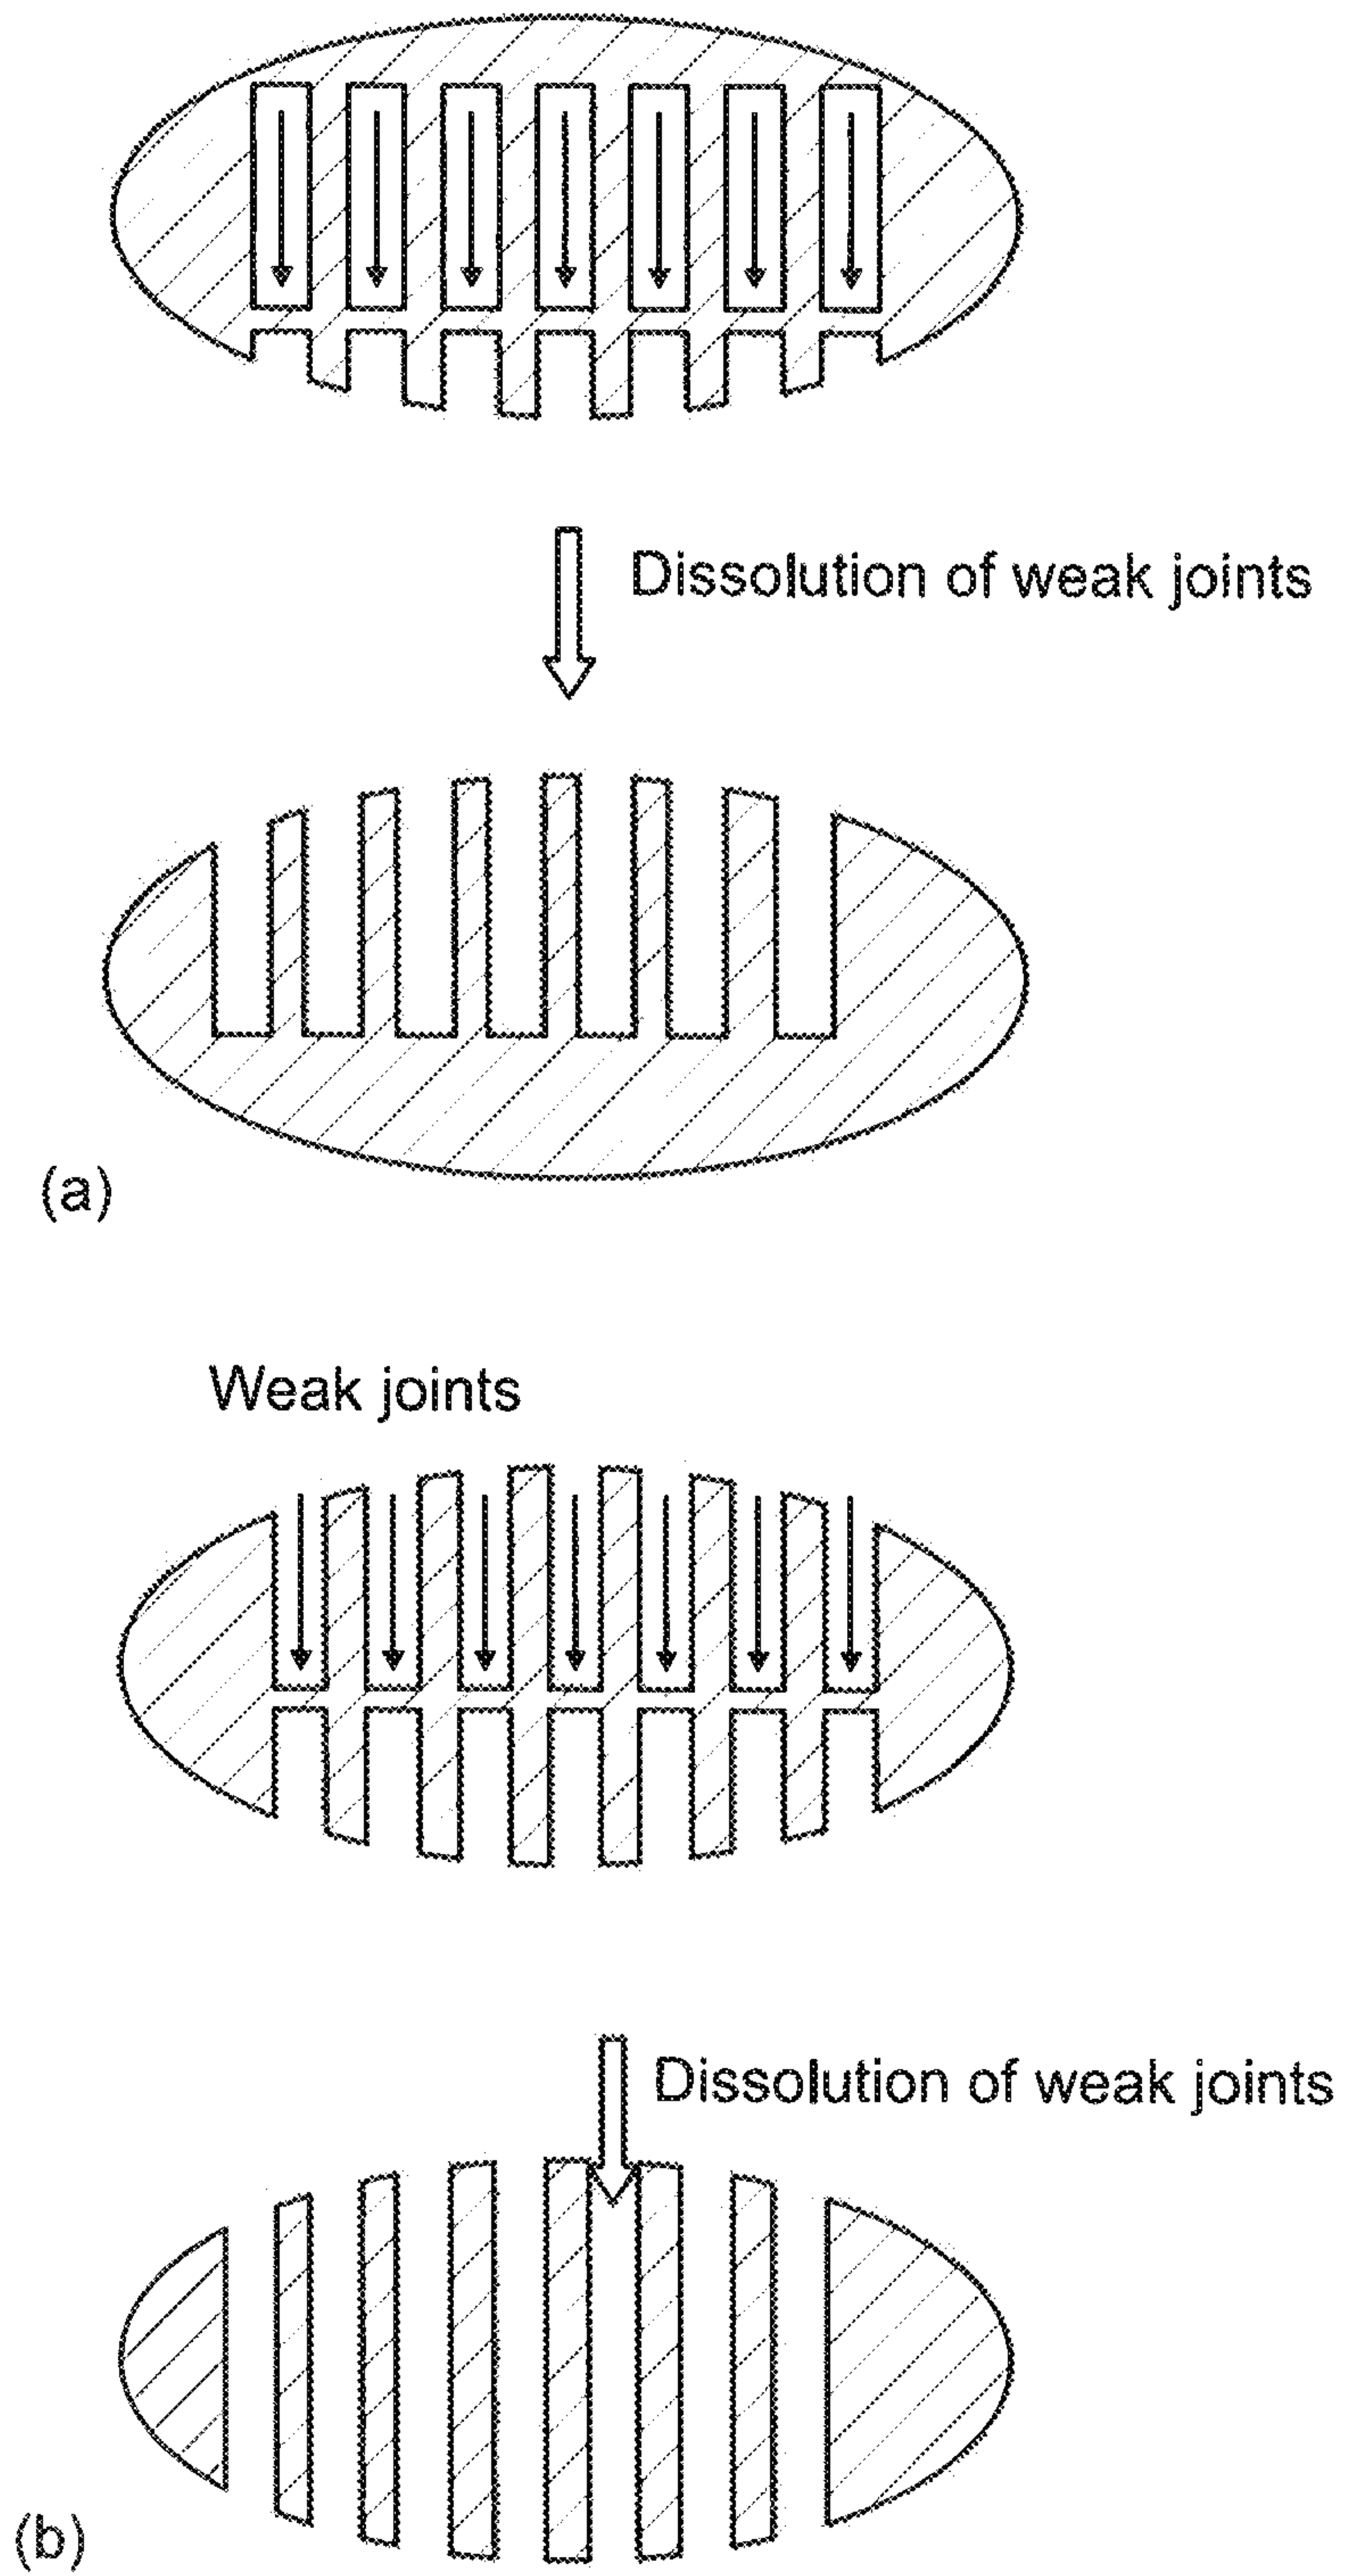 Dissolution of weak joints
(a)
Weak joints
Dissolution of weak joints
(b)